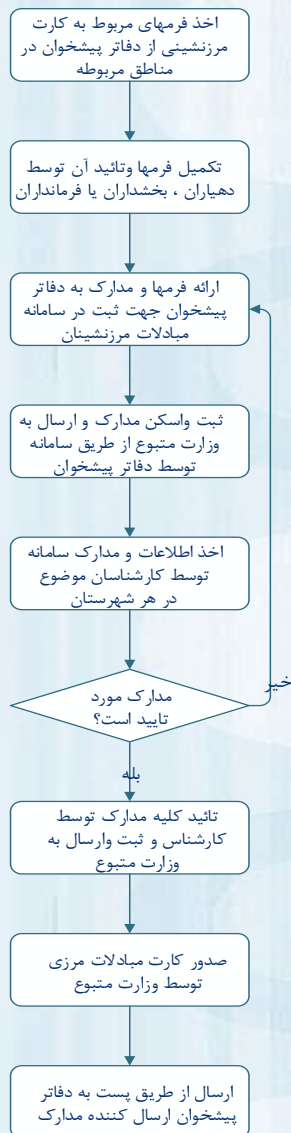 اخذ فرمهای مربوط به کارت
مرزنشینی از دفاتر پیشخوان در
مناطق مربوطه
تکمیل فرمها وتائید آن توسط
دهیاران ، بخشداران یا فرمانداران
ارائه فرمها و مدارک به دفاتر
پیشخوان جهت ثبت در سامانه
مبادلات مرزنشینان
ثبت واسکن مدارک و ارسال به
وزارت متبوع از طریق سامانه
توسط دفاتر پیشخوان
اخذ اطلاعات و مدارک سامانه
توسط کارشناسان موضوع
در هر شهرستان
خیر
مدارک مورد
تایید است؟
بله
تائید کلیه مدارک توسط
کارشناس و ثبت وارسال به
وزارت متبوع
صدور کارت مبادلات مرزی
توسط وزارت متبوع
ارسال از طریق پست به دفاتر
پیشخوان ارسال کننده مدارک